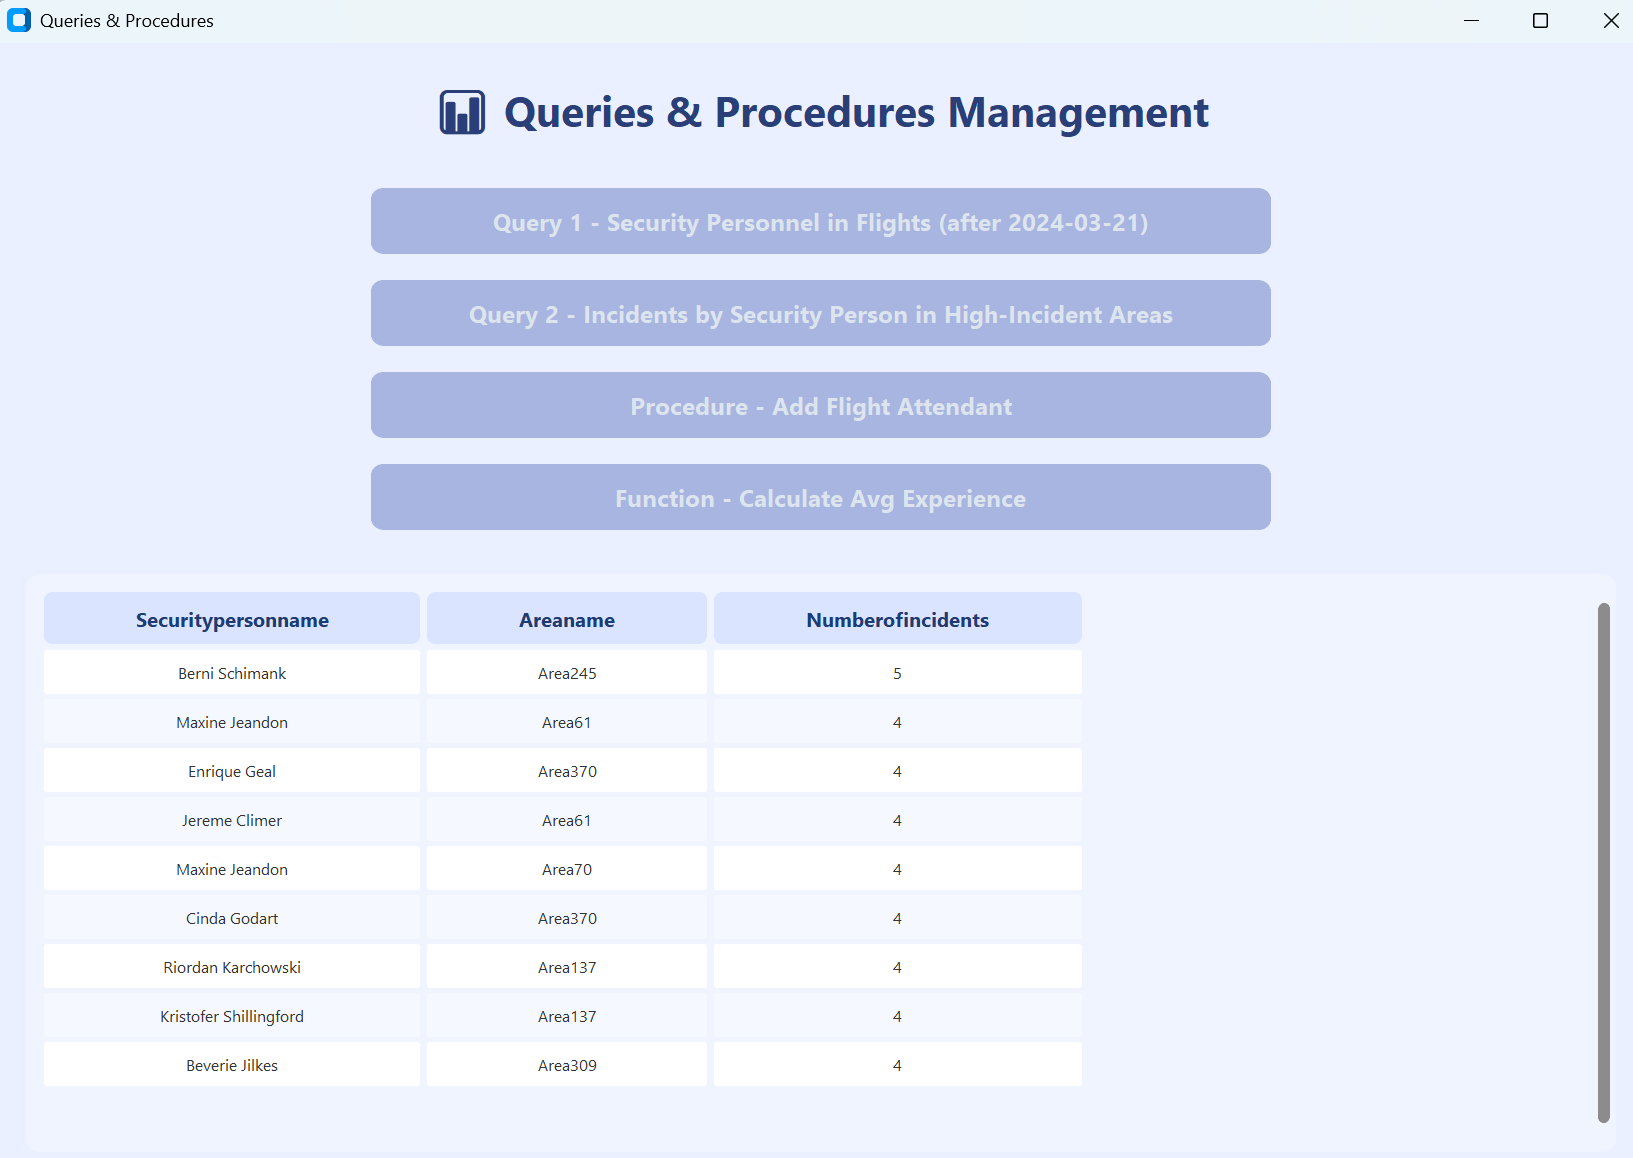 Queries & Procedures
Queries & Procedures Management
Query 1 - Security Personnel in Flights (after 2024-03-21)
Query 2 - Incidents by Security Person in High-Incident Areas
Procedure - Add Flight Attendant
Function - Calculate Avg Experience
Securitypersonname Areaname Numberofincidents
Berni Schimank Area245 5
Maxine Jeandon Area61 4
Enrique Geal Area370 4
Jereme Climer Area61 4
Maxine Jeandon Area70 4
Cinda Godart Area370 4
Riordan Karchowski Area137 4
Kristofer Shillingford Area137 4
Beverie Jilkes Area309 4